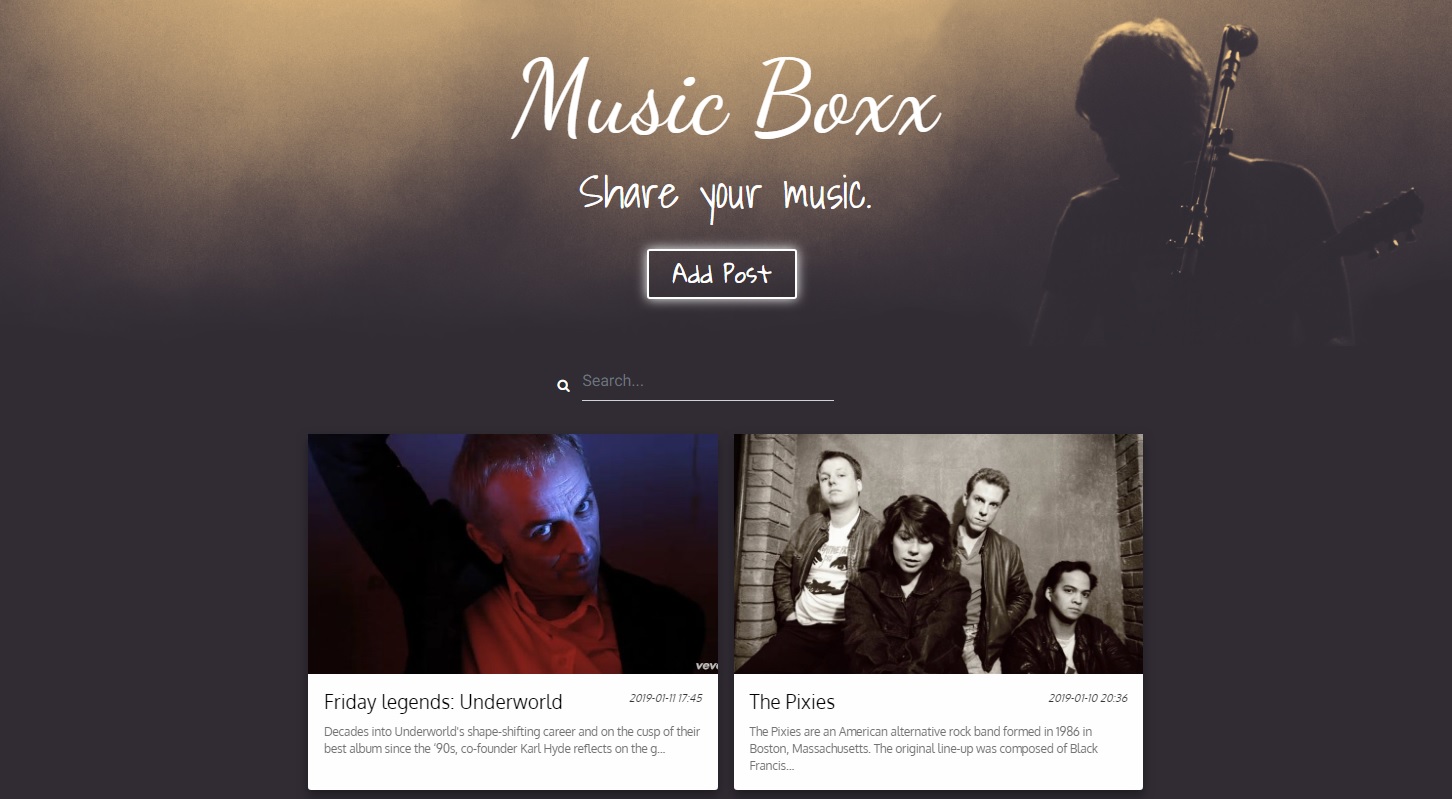 Music Boxx
Share your music.
Add Post
Search...
vevo
Friday legends: Underworld
2019-01-11 17:45
Decades into Underworld's shape-shifting career and on the cusp of their
best album since the '90s, co-founder Karl Hyde reflects on the g...
The Pixies
2019-01-10 20:36
The Pixies are an American alternative rock band formed in 1986 in
Boston, Massachusetts. The original line-up was composed of Black
Francis...